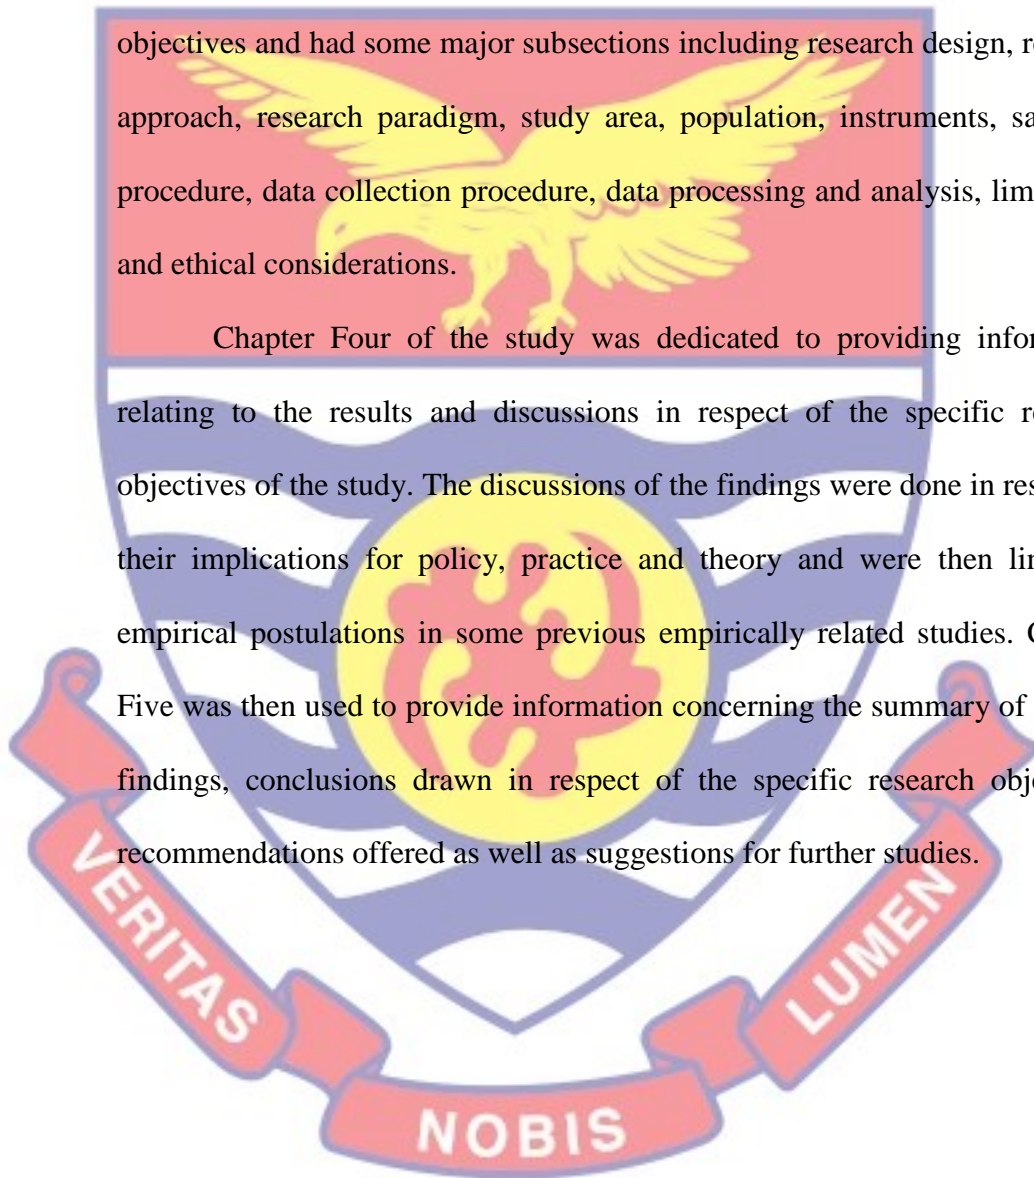 objectives and had some major subsections including research design, re
approach, research paradigm, study area, population, instruments, sa
procedure, data collection procedure, data processing and analysis, lim
and ethical considerations.
Chapter Four of the study was dedicated to providing infor
relating to the results and discussions in respect of the specific re
objectives of the study. The discussions of the findings were done in res
their implications for policy, practice and theory and were then lin
empirical postulations in some previous empirically related studies. C
Five was then used to provide information concerning the summary of
findings, conclusions drawn in respect of the specific research obje
recommendations offered as well as suggestions for further studies.
VERITAS
NOBIS
LUMEN